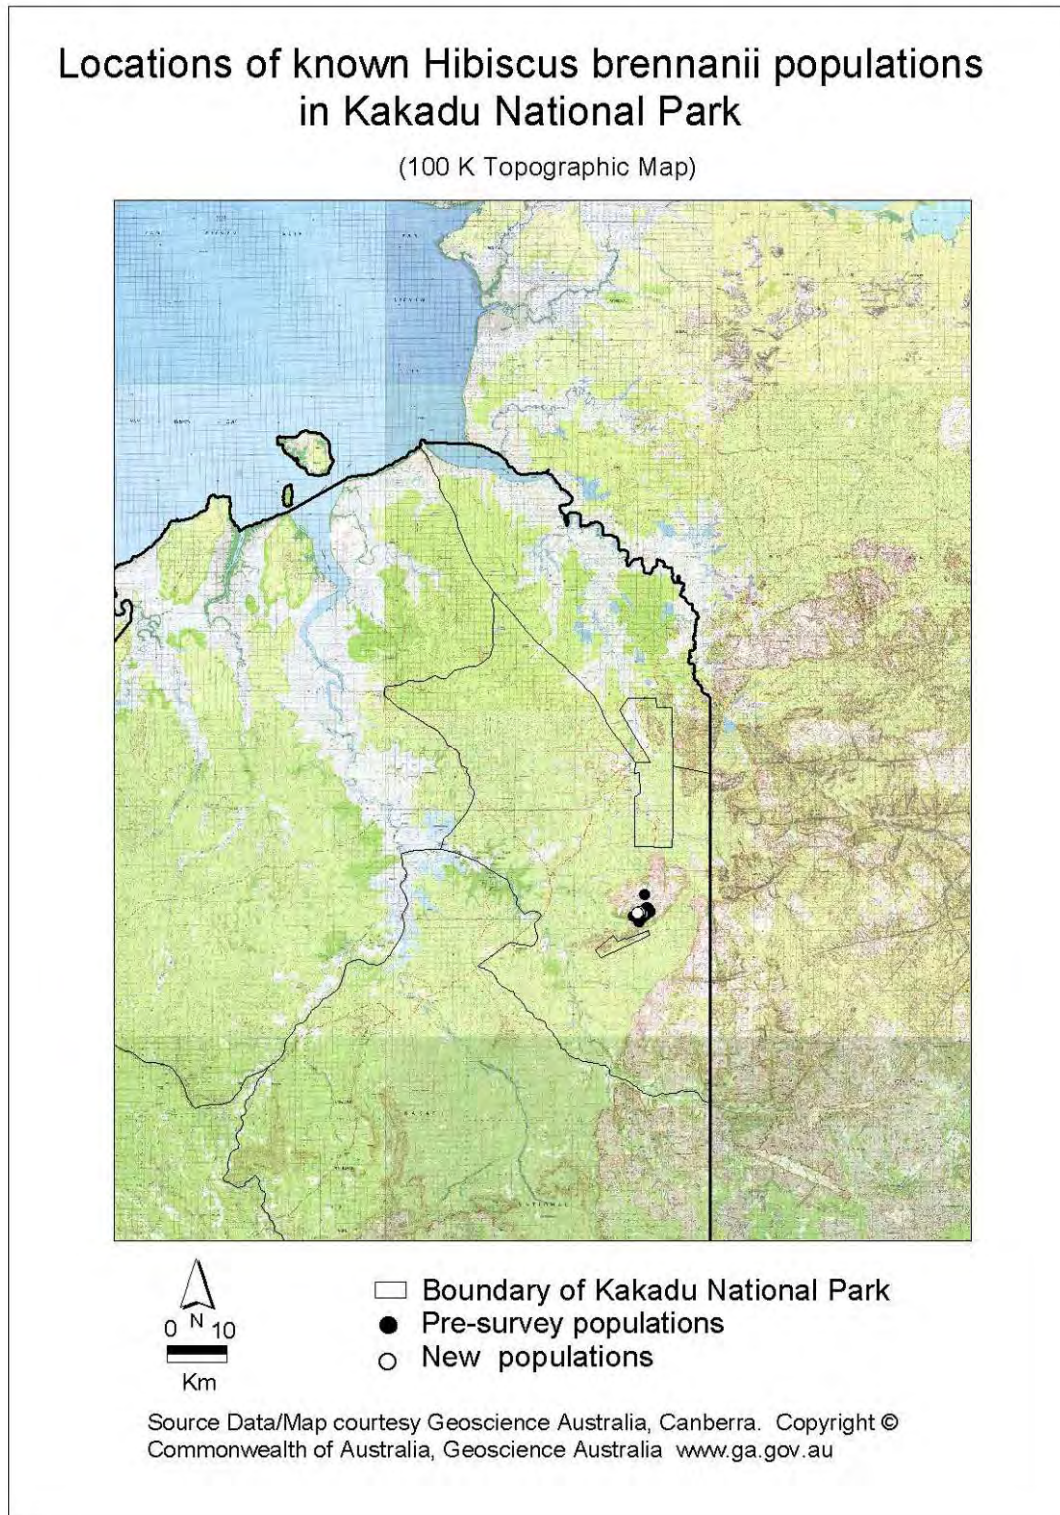 Locations of known Hibiscus brennanii populations
in Kakadu National Park
(100 K Topographic Map)
0 N 10
Km
Boundary of Kakadu National Park
Pre-survey populations
New populations
Source Data/Map courtesy Geoscience Australia, Canberra. Copyright ©
Commonwealth of Australia, Geoscience Australia www.ga.gov.au